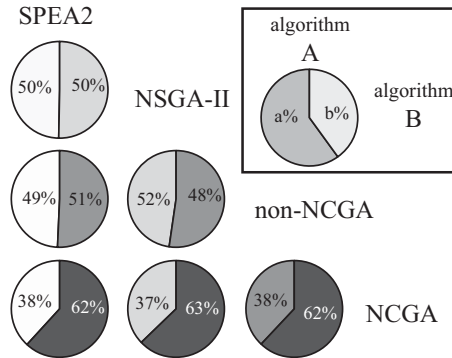 SPEA2
algorithm
A
50% 50%
NSGA-II
a% b%
algorithm
B
49% 51%
52% 48%
non-NCGA
38% 62%
37% 63%
38% 62%
NCGA